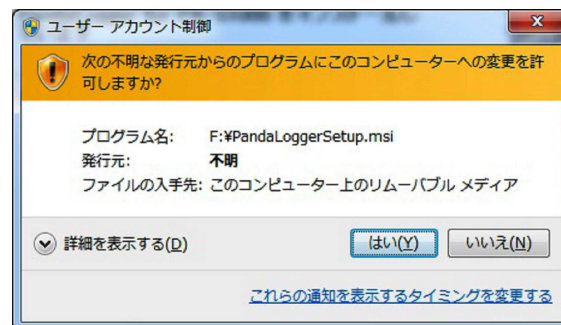 ユーザー アカウント制御
次の不明な発行元からのプログラムにこのコンピューターへの変更を許
可しますか?
プログラム名: F:¥PandaLoggerSetup.msi
発行元: 不明
ファイルの入手先: このコンピューター上のリムーバブル メディア
詳細を表示する(D)
はい(Y)
いいえ(N)
これらの通知を表示するタイミングを変更する